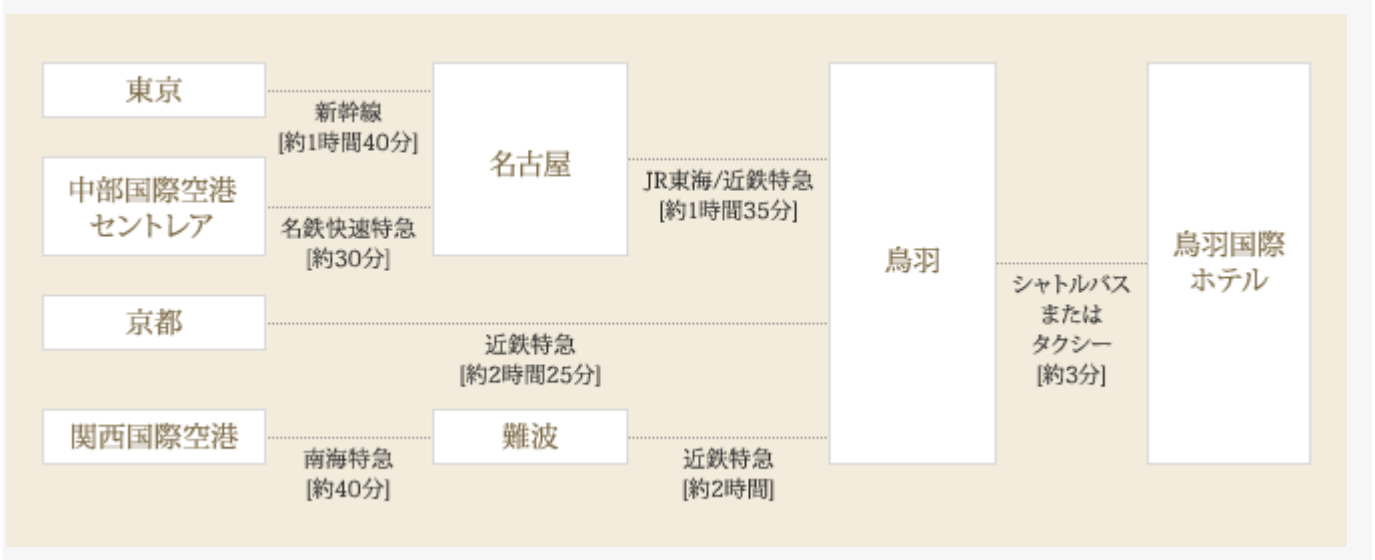 東京
新幹線
[約1時間40分]
中部国際空港
セントレア
名鉄快速特急
[約30分]
名古屋
JR東海/近鉄特急
[約1時間35分]
京都
近鉄特急
[約2時間25分]
関西国際空港
南海特急
[約40分]
難波
近鉄特急
[約2時間]
鳥羽
シャトルバス
または
タクシー
[約3分]
鳥羽国際
ホテル